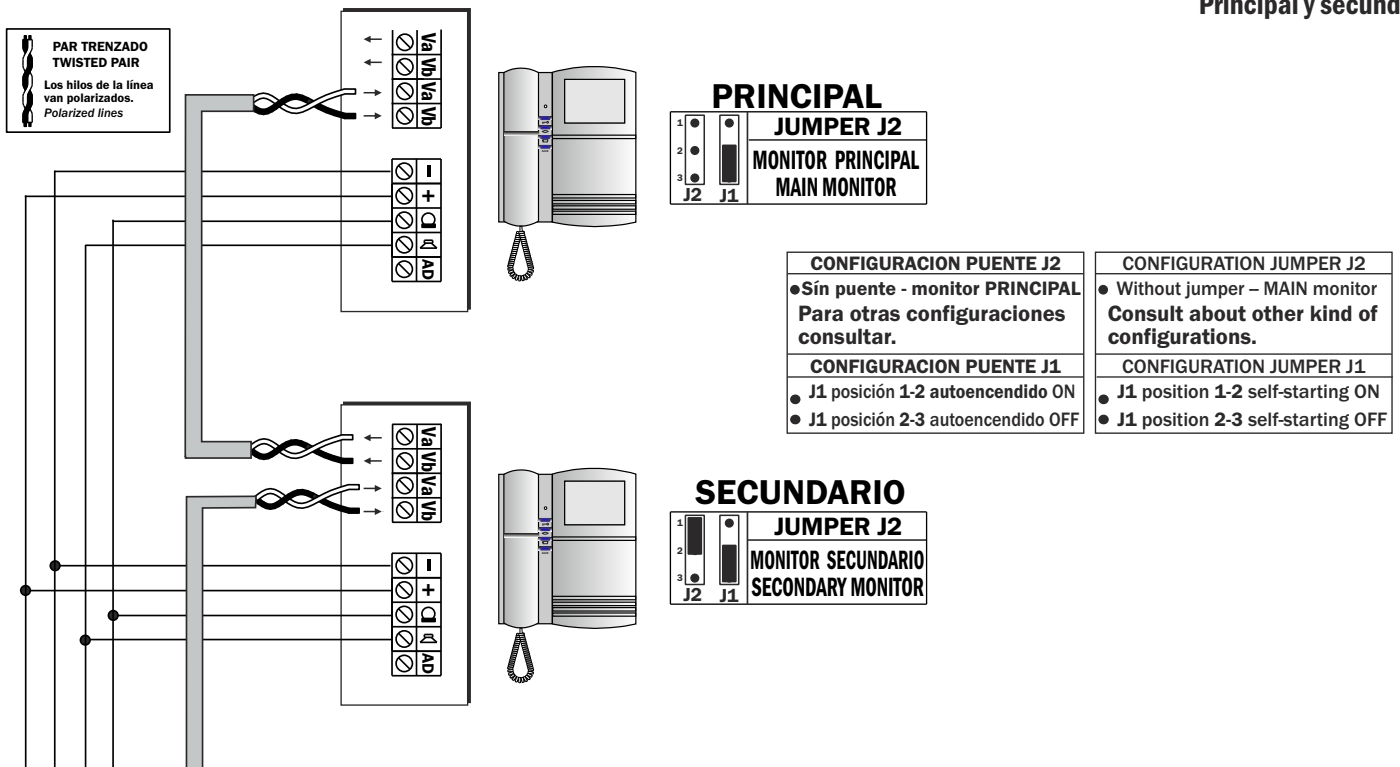 Principal y secund
PAR TRENZADO
TWISTED PAIR
Los hilos de la línea
van polarizados.
Polarized lines
Va
Vb
Va
Vb
–
+
AD
PRINCIPAL
1
2
3
J2 J1
JUMPER J2
MONITOR PRINCIPAL
MAIN MONITOR
CONFIGURACION PUENTE J2
Sín puente - monitor PRINCIPAL
Para otras configuraciones
consultar.
CONFIGURACION PUENTE J1
J1 posición 1-2 autoencendido ON
J1 posición 2-3 autoencendido OFF
CONFIGURATION JUMPER J2
Without jumper – MAIN monitor
Consult about other kind of
configurations.
CONFIGURATION JUMPER J1
J1 position 1-2 self-starting ON
J1 position 2-3 self-starting OFF
Va
Vb
Va
Vb
–
+
AD
SECUNDARIO
1
2
3
J2 J1
JUMPER J2
MONITOR SECUNDARIO
SECONDARY MONITOR